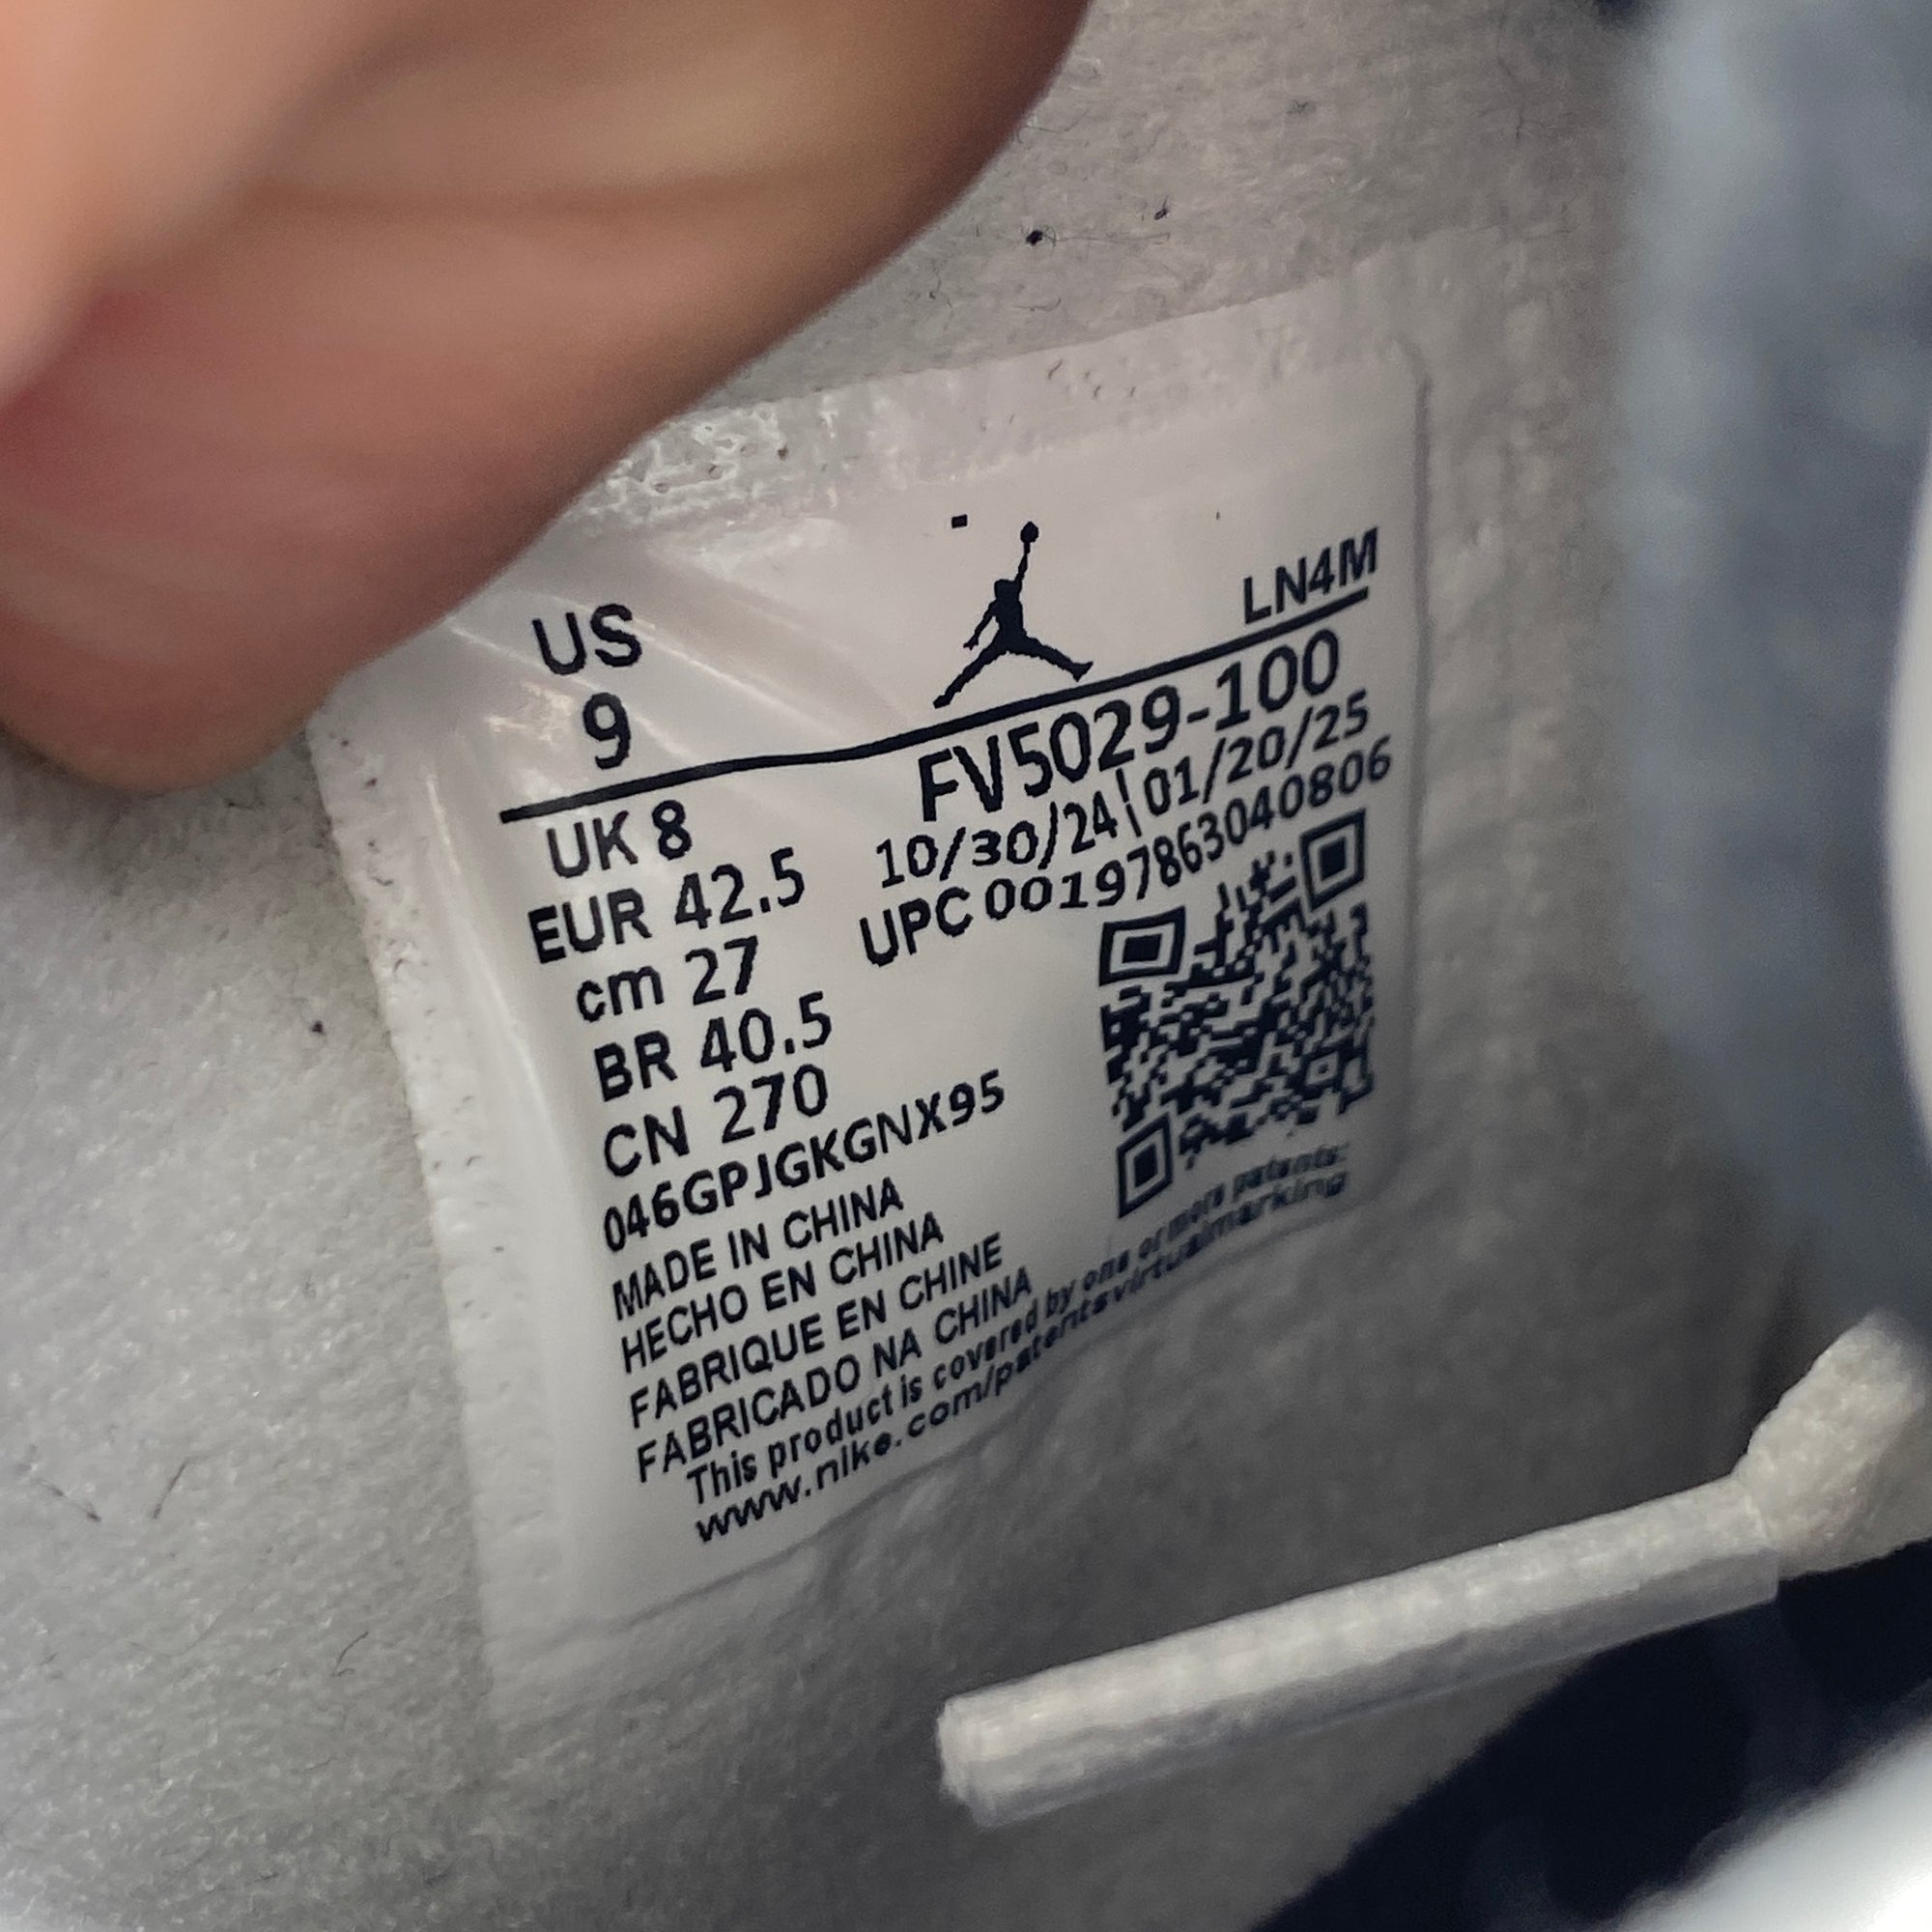 US
9
LN4M
FV5029-100
10/30/24 01/20/25
UPC 00197863040806
UK 8
EUR 42.5
cm 27
BR 40.5
CN 270
046GPJGKGNX95
MADE IN CHINA
HECHO EN CHINA
FABRIQUE EN CHINE
FABRICADO NA CHINA
This product is covered by one or more patents:
www.nike.com/patentsvirtualmarking